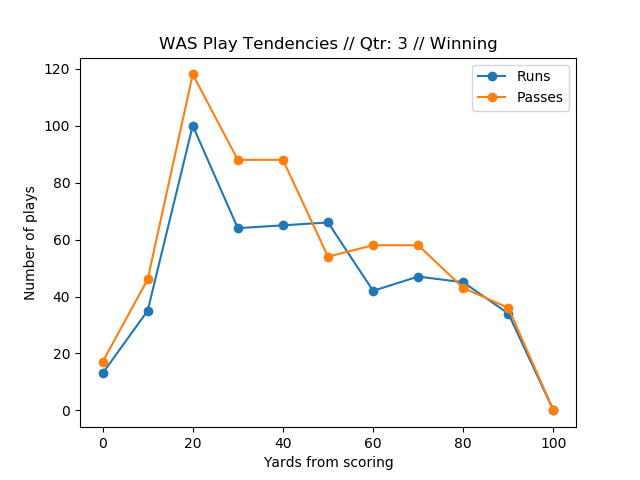 WAS Play Tendencies // Qtr: 3 // Winning
Runs
Passes
Number of plays
120
100
80
60
40
20
0
0 20 40 60 80 100
Yards from scoring